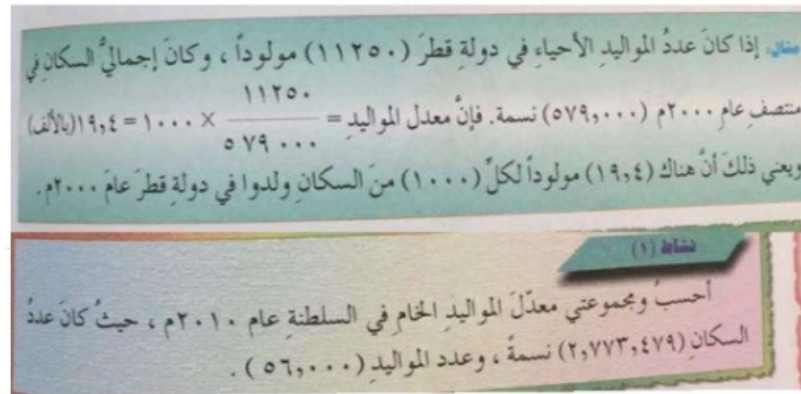 مثال: إذا كانَ عددُ المواليدِ الأحياءِ في دولةِ قطرَ (١١٢٥٠) مولوداً ، وكانَ إجماليُّ السكانِ في
منتصفِ عامِ ٢٠٠٠م (٥٧٩,٠٠٠) نسمة. فإنَّ معدل المواليدِ = ١١٢٥٠ / ٥٧٩٠٠٠ × ١٠٠٠ = ١٩,٤ (بالألف)
ويعني ذلكَ أنَّ هناك (١٩,٤) مولوداً لكلِّ (١٠٠٠) منَ السكانِ ولدوا في دولةِ قطرَ عامَ ٢٠٠٠م.
نشاط (١)
أحسبُ ومجموعتي معدّلَ المواليدِ الخامِ في السلطنةِ عام ٢٠١٠م ، حيثُ كانَ عددُ
السكانِ (٢,٧٧٣,٤٧٩) نسمةً ، وعدد المواليدِ (٥٦,٠٠٠) .